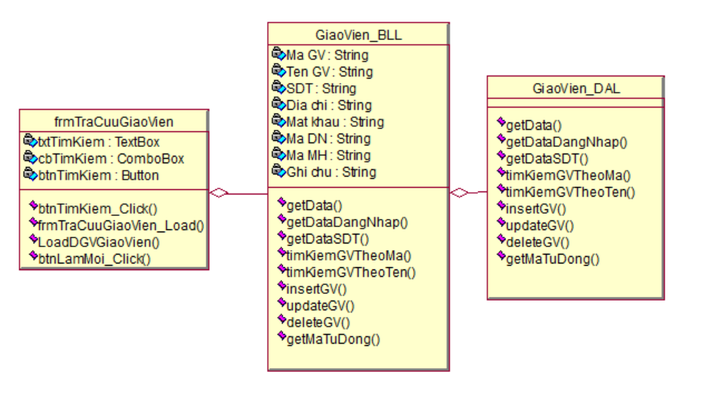 frmTraCuuGiaoVien
txtTimKiem : TextBox
cbTimKiem : ComboBox
btnTimKiem : Button
btnTimKiem_Click()
frmTraCuuGiaoVien_Load()
LoadDGVGiaoVien()
btnLamMoi_Click()
GiaoVien_BLL
Ma GV : String
Ten GV : String
SDT : String
Dia chi : String
Mat khau : String
Ma DN : String
Ma MH : String
Ghi chu : String
getData()
getDataDangNhap()
getDataSDT()
timKiemGVTheoMa()
timKiemGVTheoTen()
insertGV()
updateGV()
deleteGV()
getMaTuDong()
GiaoVien_DAL
getData()
getDataDangNhap()
getDataSDT()
timKiemGVTheoMa()
timKiemGVTheoTen()
insertGV()
updateGV()
deleteGV()
getMaTuDong()